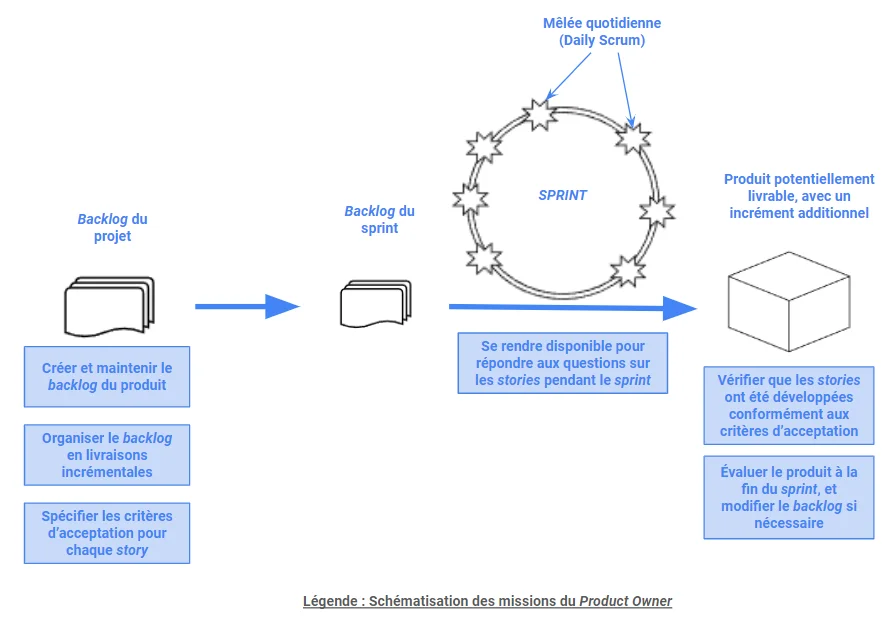 Mêlée quotidienne
(Daily Scrum)
SPRINT
Produit potentiellement
livrable, avec un
incrément additionnel
Backlog du
projet
Backlog du
sprint
Créer et maintenir le
backlog du produit
Organiser le backlog
en livraisons
incrémentales
Spécifier les critères
d’acceptation pour
chaque story
Se rendre disponible pour
répondre aux questions sur
les stories pendant le sprint
Vérifier que les stories
ont été développées
conformément aux
critères d’acceptation
Évaluer le produit à la
fin du sprint, et
modifier le backlog si
nécessaire
Légende : Schématisation des missions du Product Owner